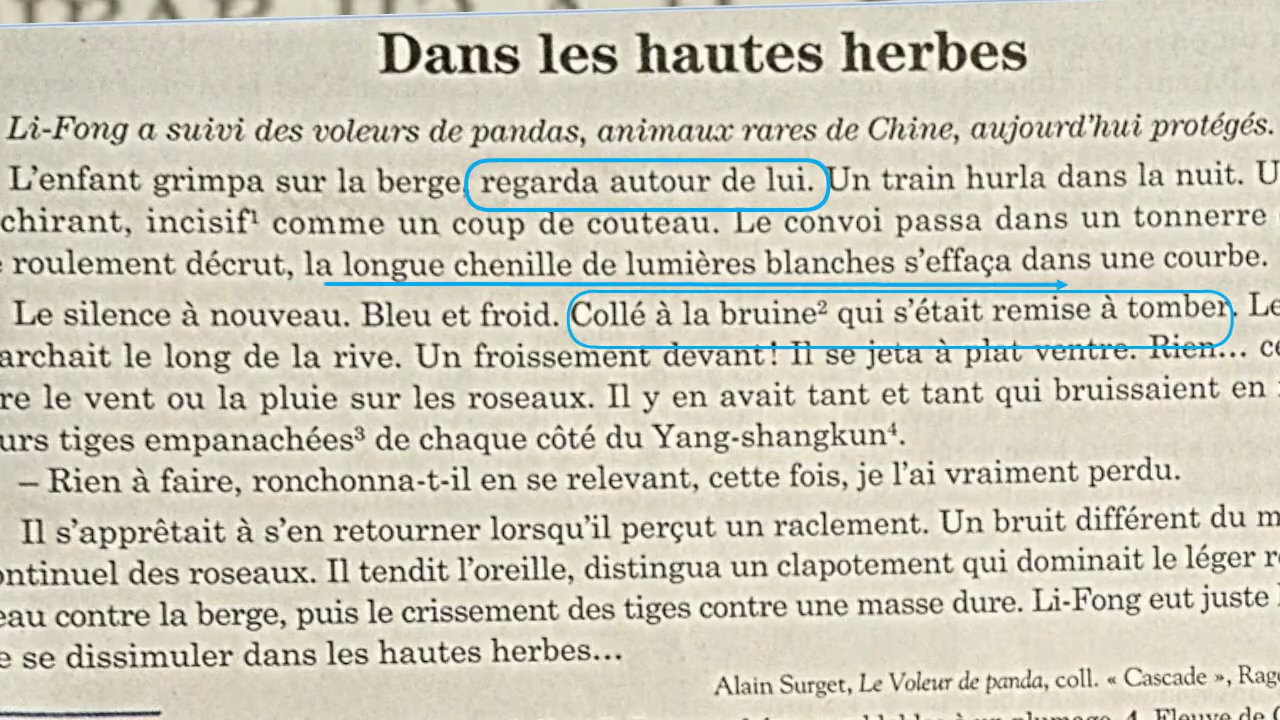 Dans les hautes herbes
Li-Fong a suivi des voleurs de pandas, animaux rares de Chine, aujourd'hui protégés.
L'enfant grimpa sur la berge, regarda autour de lui. Un train hurla dans la nuit.
chirant, incisif¹ comme un coup de couteau. Le convoi passa dans un tonnerre
roulement décrut, la longue chenille de lumières blanches s'effaça dans une courbe.
Le silence à nouveau. Bleu et froid. Collé à la bruine² qui s'était remise à tomber. Le
archait le long de la rive. Un froissement devant ! Il se jeta à plat ventre. Rien... ce
re le vent ou la pluie sur les roseaux. Il y en avait tant et tant qui bruissaient en
urs tiges empanachées³ de chaque côté du Yang-shangkun⁴.
– Rien à faire, ronchonna-t-il en se relevant, cette fois, je l'ai vraiment perdu.
Il s'apprêtait à s'en retourner lorsqu'il perçut un raclement. Un bruit différent du m
ontinuel des roseaux. Il tendit l'oreille, distingua un clapotement qui dominait le léger r
eau contre la berge, puis le crissement des tiges contre une masse dure. Li-Fong eut juste
e se dissimuler dans les hautes herbes...
Alain Surget, Le Voleur de panda, coll. « Cascade », Rage